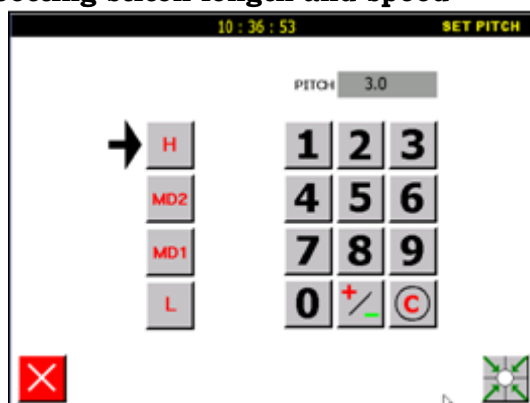 Setting stitch length and speed
10 : 36 : 53 SET PITCH
PITCH 3.0
H 1 2 3
MD2 4 5 6
MD1 7 8 9
L 0 +/- C